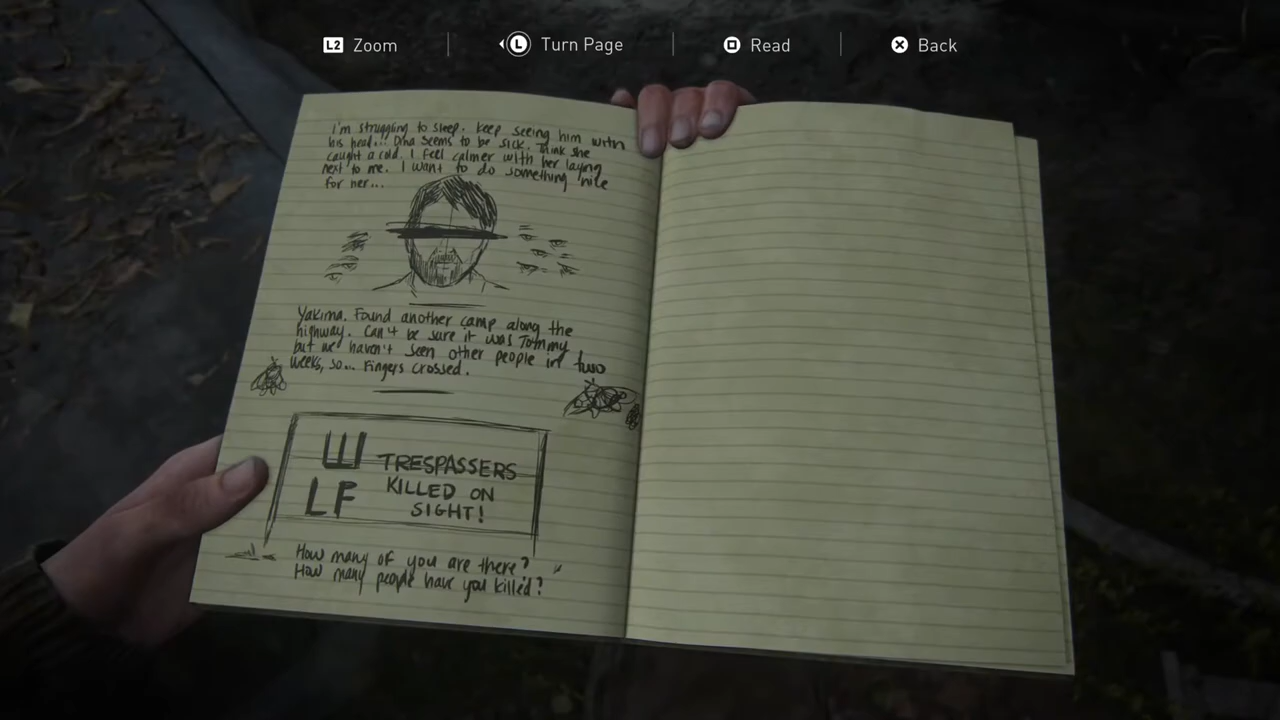 L2 Zoom
L Turn Page
Read
Back
I'm struggling to sleep. Keep seeing him with
his head... Dina seems to be sick. Think she
caught a cold. I feel calmer with her laying
next to me. I want to do something nice
for her...
Yakima. Found another camp along the
highway. Can't be sure it was Tommy
but we haven't seen other people in two
weeks, so... Fingers crossed.
W TRESPASSERS
LF KILLED ON
SIGHT!
How many of you are there?
How many people have you killed?